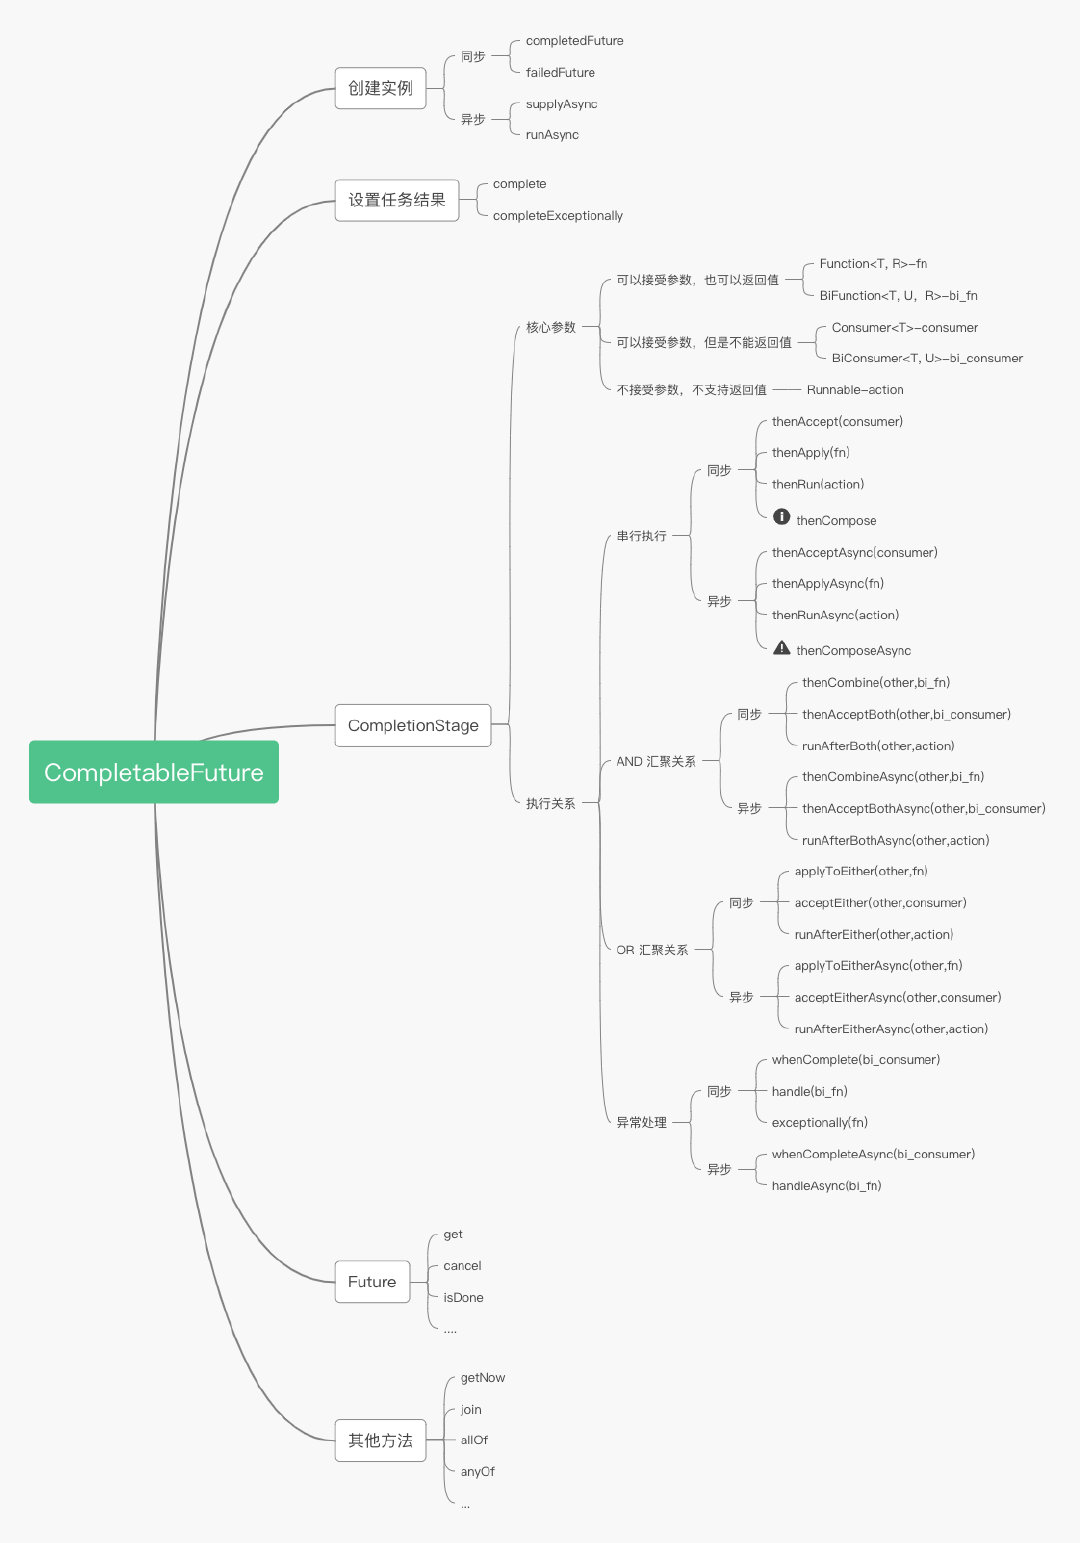 CompletableFuture
创建实例
同步
completedFuture
failedFuture
异步
supplyAsync
runAsync
设置任务结果
complete
completeExceptionally
CompletionStage
核心参数
可以接受参数，也可以返回值
Function<T, R>-fn
BiFunction<T, U, R>-bi_fn
可以接受参数，但是不能返回值
Consumer<T>-consumer
BiConsumer<T, U>-bi_consumer
不接受参数，不支持返回值
Runnable-action
执行关系
串行执行
同步
thenAccept(consumer)
thenApply(fn)
thenRun(action)
thenCompose
异步
thenAcceptAsync(consumer)
thenApplyAsync(fn)
thenRunAsync(action)
thenComposeAsync
AND 汇聚关系
同步
thenCombine(other,bi_fn)
thenAcceptBoth(other,bi_consumer)
runAfterBoth(other,action)
异步
thenCombineAsync(other,bi_fn)
thenAcceptBothAsync(other,bi_consumer)
runAfterBothAsync(other,action)
OR 汇聚关系
同步
applyToEither(other,fn)
acceptEither(other,consumer)
runAfterEither(other,action)
异步
applyToEitherAsync(other,fn)
acceptEitherAsync(other,consumer)
runAfterEitherAsync(other,action)
异常处理
同步
whenComplete(bi_consumer)
handle(bi_fn)
exceptionally(fn)
异步
whenCompleteAsync(bi_consumer)
handleAsync(bi_fn)
Future
get
cancel
isDone
....
其他方法
getNow
join
allOf
anyOf
...